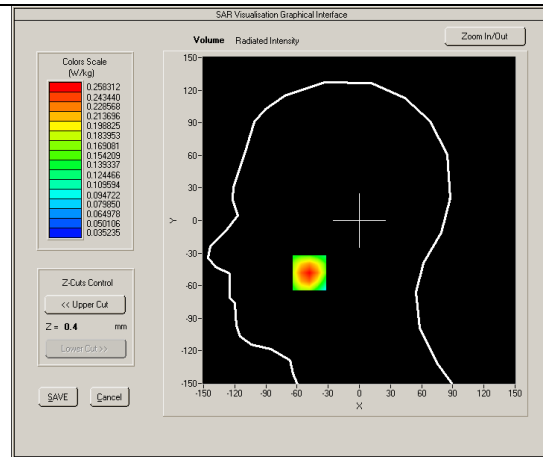 SAR Visualisation Graphical Interface
Volume Radiated Intensity
Zoom In/Out
Colors Scale
(W/kg)
0.258312
0.243440
0.228568
0.213696
0.198825
0.183953
0.169081
0.154209
0.139337
0.124466
0.109594
0.094722
0.079850
0.064978
0.050106
0.035235
Z-Cuts Control
<< Upper Cut
Z = 0.4 mm
Lower Cut >>
SAVE
Cancel
150
120
90
60
30
0
-30
-60
-90
-120
-150
Y
-150 -120 -90 -60 -30 0 30 60 90 120 150
X